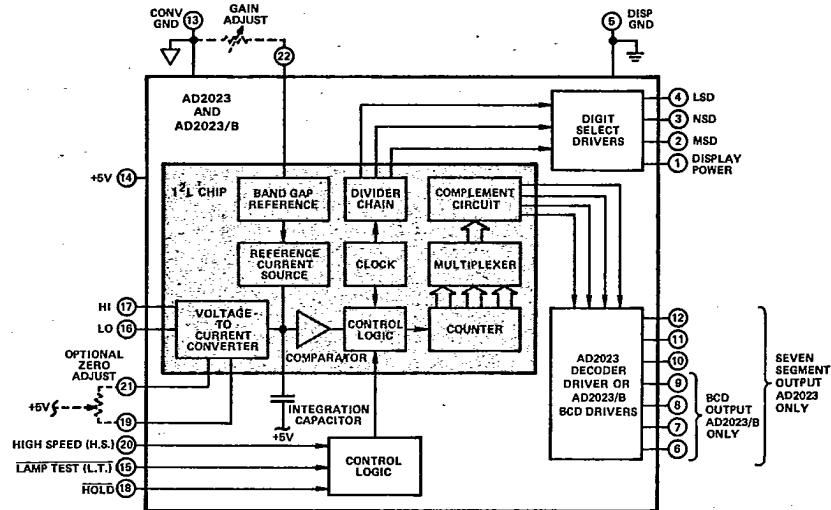 CONV
GND
13
GAIN
ADJUST
22
5
DISP
GND
AD2023
AND
AD2023/B
DIGIT
SELECT
DRIVERS
4 LSD
3 NSD
2 MSD
1 DISPLAY
POWER
+5V 14
I²L CHIP
BAND GAP
REFERENCE
DIVIDER
CHAIN
COMPLEMENT
CIRCUIT
REFERENCE
CURRENT
SOURCE
CLOCK
MULTIPLEXER
HI 17
LO 16
VOLTAGE-
TO
CURRENT
CONVERTER
COMPARATOR
CONTROL
LOGIC
COUNTER
OPTIONAL
ZERO
ADJUST
21
+5V
19
INTEGRATION
CAPACITOR
+5V
HIGH SPEED (H.S.) 20
LAMP TEST (L.T.) 15
HOLD 18
CONTROL
LOGIC
AD2023
DECODER
DRIVER OR
AD2023/B
BCD DRIVERS
12
11
10
9
8
7
6
BCD
OUTPUT
AD2023/B
ONLY
SEVEN
SEGMENT
OUTPUT
AD2023
ONLY